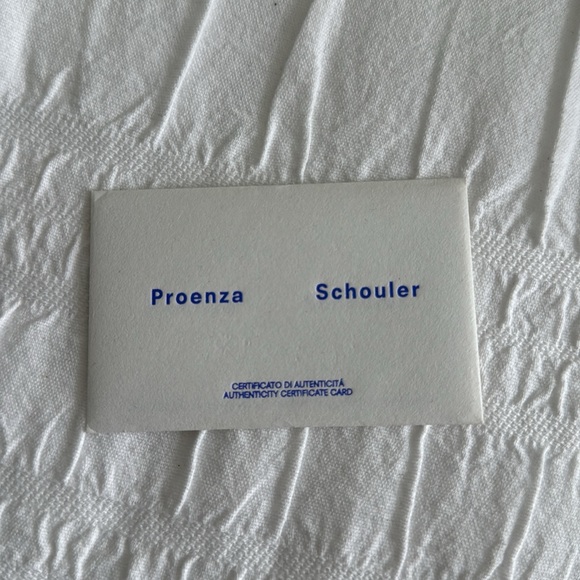 Proenza Schouler
CERTIFICATO DI AUTENTICITÀ
AUTHENTICITY CERTIFICATE CARD